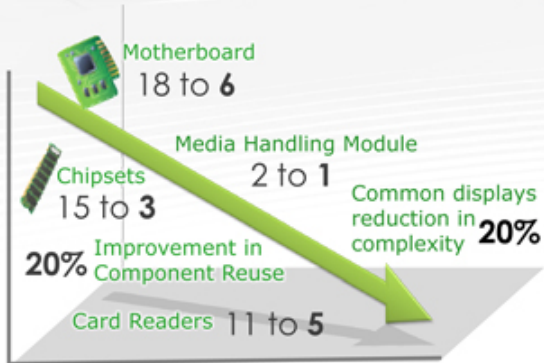 Motherboard
18 to 6
Media Handling Module
2 to 1
Chipsets
15 to 3
Common displays
reduction in
complexity 20%
20% Improvement in
Component Reuse
Card Readers 11 to 5